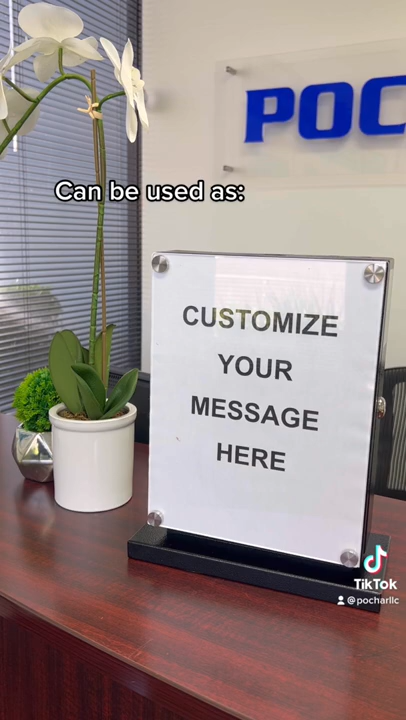 POC
Can be used as:
CUSTOMIZE
YOUR
MESSAGE
HERE
TikTok
@pocharllc